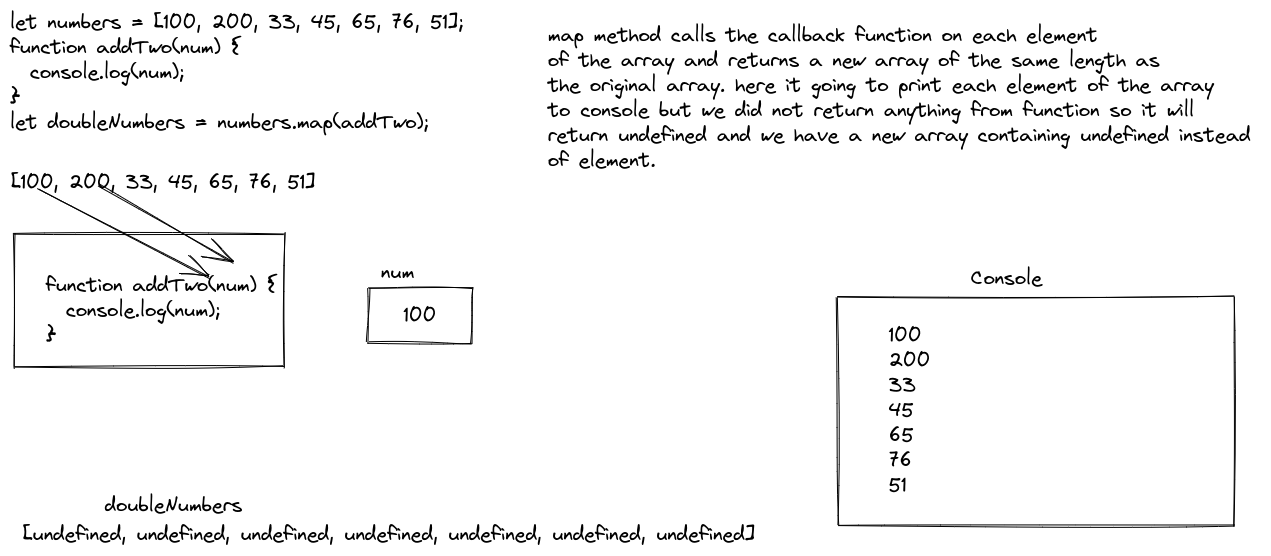 let numbers = [100, 200, 33, 45, 65, 76, 51];
function addTwo(num) {
  console.log(num);
}
let doubleNumbers = numbers.map(addTwo);
map method calls the callback function on each element
of the array and returns a new array of the same length as
the original array. here it going to print each element of the array
to console but we did not return anything from function so it will
return undefined and we have a new array containing undefined instead
of element.
[100, 200, 33, 45, 65, 76, 51]
function addTwo(num) {
  console.log(num);
}
num
100
Console
100
200
33
45
65
76
51
doubleNumbers
[undefined, undefined, undefined, undefined, undefined, undefined, undefined]